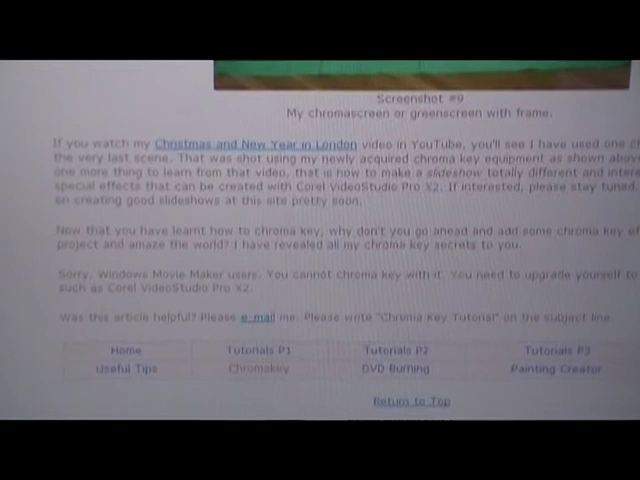 Screenshot #9
My chromascreen or greenscreen with frame.
If you watch my Christmas and New Year in London video in YouTube, you'll see I have used one
the very last scene. That was shot using my newly acquired chroma key equipment as shown above
one more thing to learn from that video, that is how to make a slideshow totally different and
special effects that can be created with Corel VideoStudio Pro X2. If interested, please stay tuned.
on creating good slideshows at this site pretty soon.
Now that you have learnt how to chroma key, why don't you go ahead and add some chroma key
project and amaze the world? I have revealed all my chroma key secrets to you.
Sorry, Windows Movie Maker users. You cannot chroma key with it. You need to upgrade yourself to
such as Corel VideoStudio Pro X2.
Was this article helpful? Please e-mail me. Please write "Chroma Key Tutorial" on the subject line.
Home Tutorials P1 Tutorials P2 Tutorials P3
Useful Tips Chromakey DVD Burning Painting Creator
Return to Top